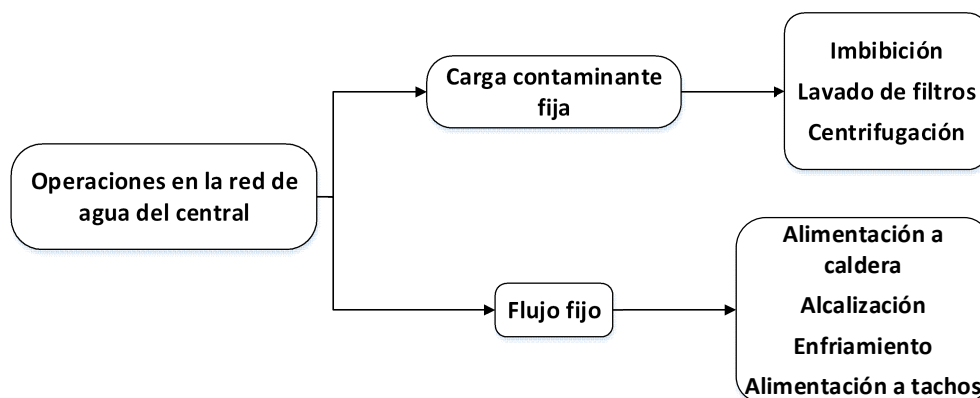 Operaciones en la red de
agua del central
Carga contaminante
fija
Imbibición
Lavado de filtros
Centrifugación
Flujo fijo
Alimentación a
caldera
Alcalización
Enfriamiento
Alimentación a tachos